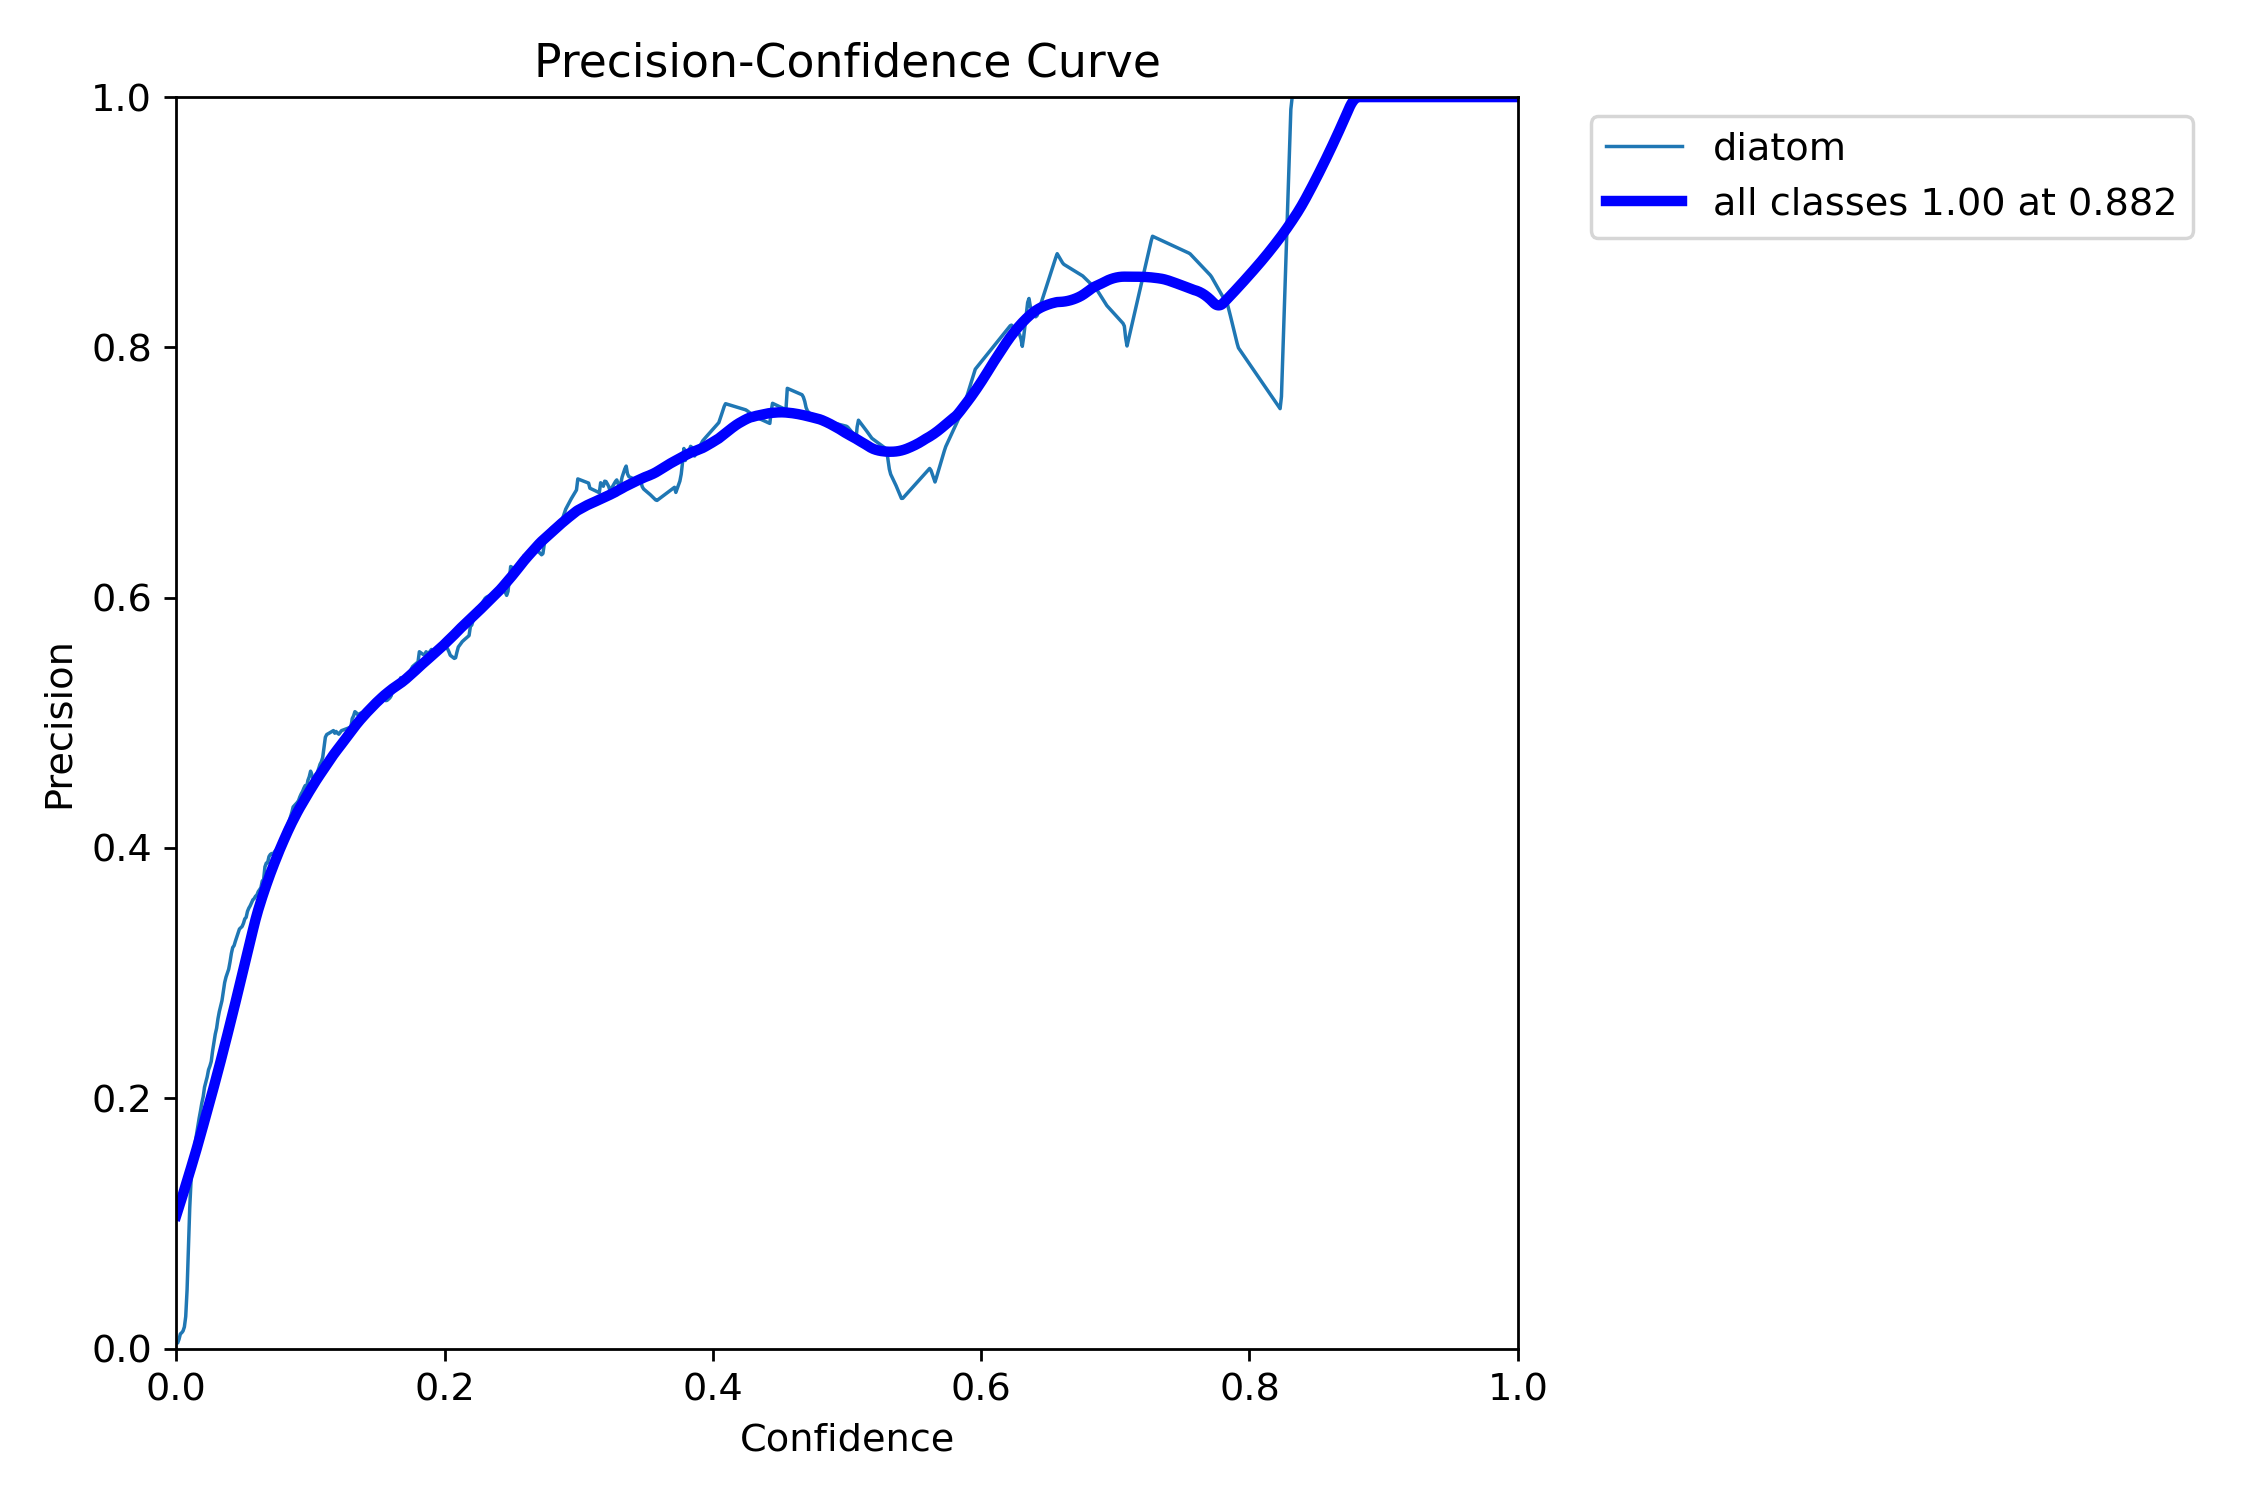 Precision-Confidence Curve
diatom
all classes 1.00 at 0.882
Precision
1.0
0.8
0.6
0.4
0.2
0.0
0.0 0.2 0.4 0.6 0.8 1.0
Confidence